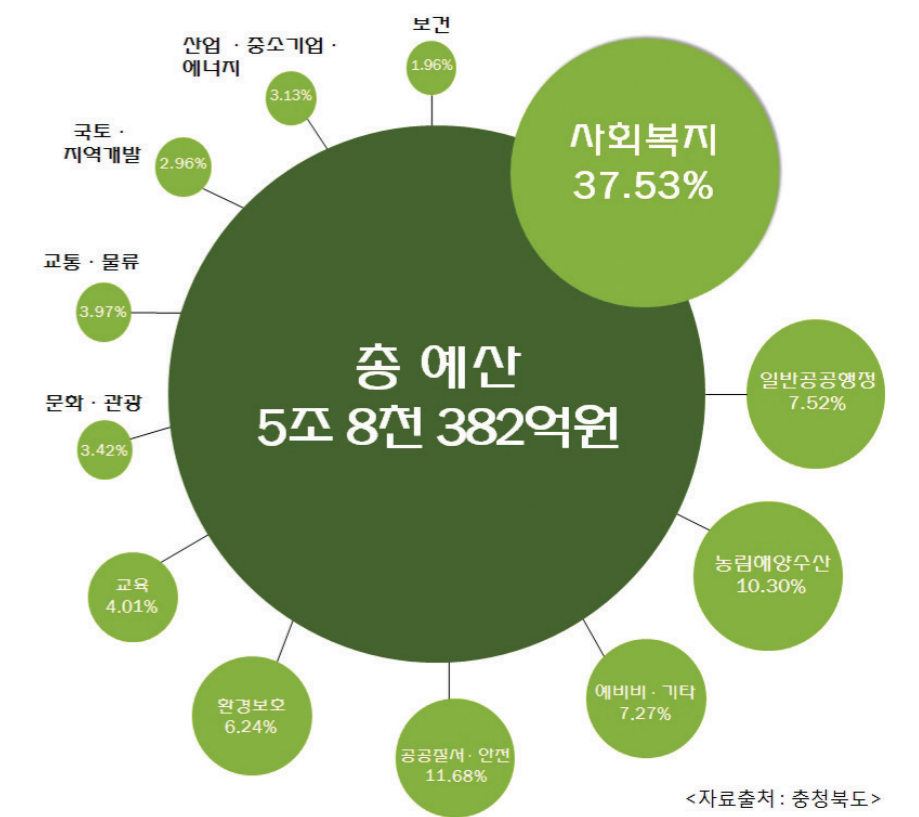 보건
1.96%
산업 · 중소기업 ·
에너지
3.13%
사회복지
37.53%
국토 ·
지역개발
2.96%
교통 · 물류
3.97%
문화 · 관광
3.42%
총 예산
5조 8천 382억원
일반공공행정
7.52%
농림해양수산
10.30%
예비비 · 기타
7.27%
공공질서 · 안전
11.68%
환경보호
6.24%
교육
4.01%
<자료출처 : 충청북도>